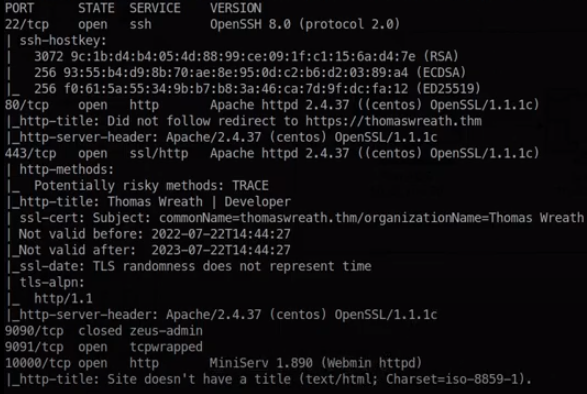 PORT      STATE  SERVICE    VERSION
22/tcp    open   ssh        OpenSSH 8.0 (protocol 2.0)
| ssh-hostkey:
|   3072 9c:1b:d4:b4:05:4d:88:99:ce:09:1f:c1:15:6a:d4:7e (RSA)
|   256 93:55:b4:d9:8b:70:ae:8e:95:0d:c2:b6:d2:03:89:a4 (ECDSA)
|_  256 f0:61:5a:55:34:9b:b7:b8:3a:46:ca:7d:9f:dc:fa:12 (ED25519)
80/tcp    open   http       Apache httpd 2.4.37 ((centos) OpenSSL/1.1.1c)
|_http-title: Did not follow redirect to https://thomaswreath.thm
|_http-server-header: Apache/2.4.37 (centos) OpenSSL/1.1.1c
443/tcp   open   ssl/http   Apache httpd 2.4.37 ((centos) OpenSSL/1.1.1c)
| http-methods:
|_  Potentially risky methods: TRACE
|_http-title: Thomas Wreath | Developer
| ssl-cert: Subject: commonName=thomaswreath.thm/organizationName=Thomas Wreath
| Not valid before: 2022-07-22T14:44:27
|_Not valid after:  2023-07-22T14:44:27
|_ssl-date: TLS randomness does not represent time
| tls-alpn:
|_  http/1.1
|_http-server-header: Apache/2.4.37 (centos) OpenSSL/1.1.1c
9090/tcp  closed zeus-admin
9091/tcp  open   tcpwrapped
10000/tcp open   http       MiniServ 1.890 (Webmin httpd)
|_http-title: Site doesn't have a title (text/html; Charset=iso-8859-1).